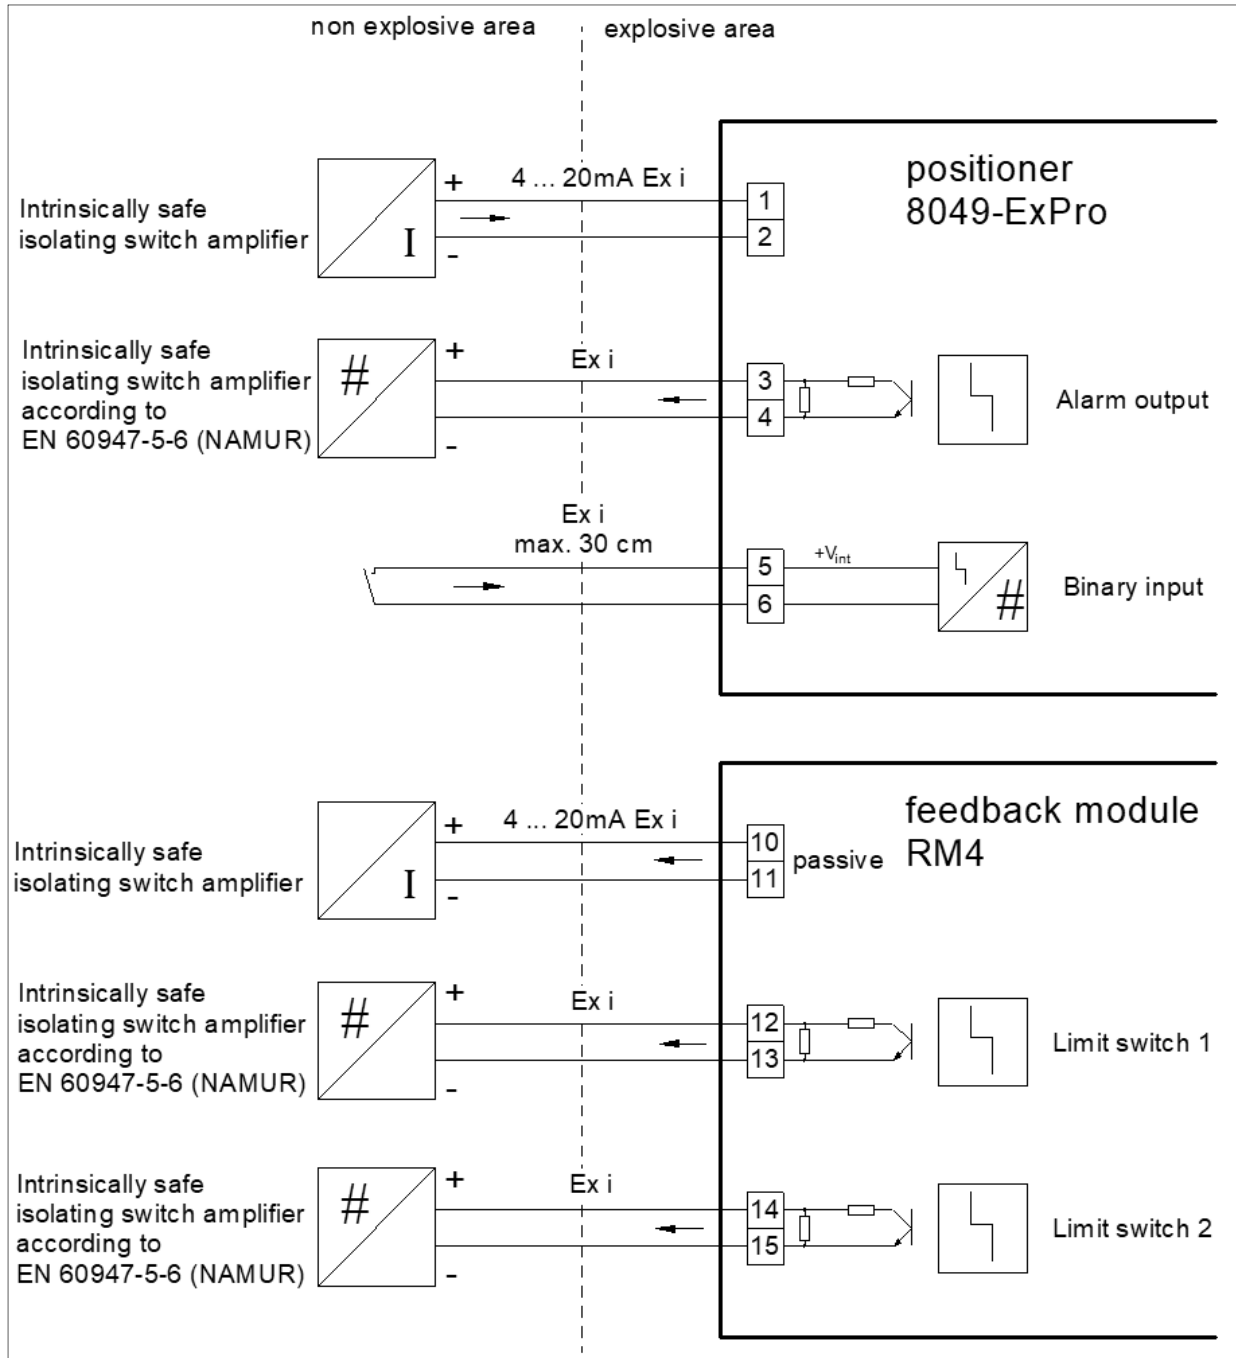 non explosive area
explosive area
positioner
8049-ExPro
Intrinsically safe
isolating switch amplifier
I
+
-
4 ... 20mA Ex i
1
2
Intrinsically safe
isolating switch amplifier
according to
EN 60947-5-6 (NAMUR)
#
+
-
Ex i
3
4
Alarm output
Ex i
max. 30 cm
5
6
+Vint
#
Binary input
feedback module
RM4
Intrinsically safe
isolating switch amplifier
I
+
-
4 ... 20mA Ex i
10
11
passive
Intrinsically safe
isolating switch amplifier
according to
EN 60947-5-6 (NAMUR)
#
+
-
Ex i
12
13
Limit switch 1
Intrinsically safe
isolating switch amplifier
according to
EN 60947-5-6 (NAMUR)
#
+
-
Ex i
14
15
Limit switch 2